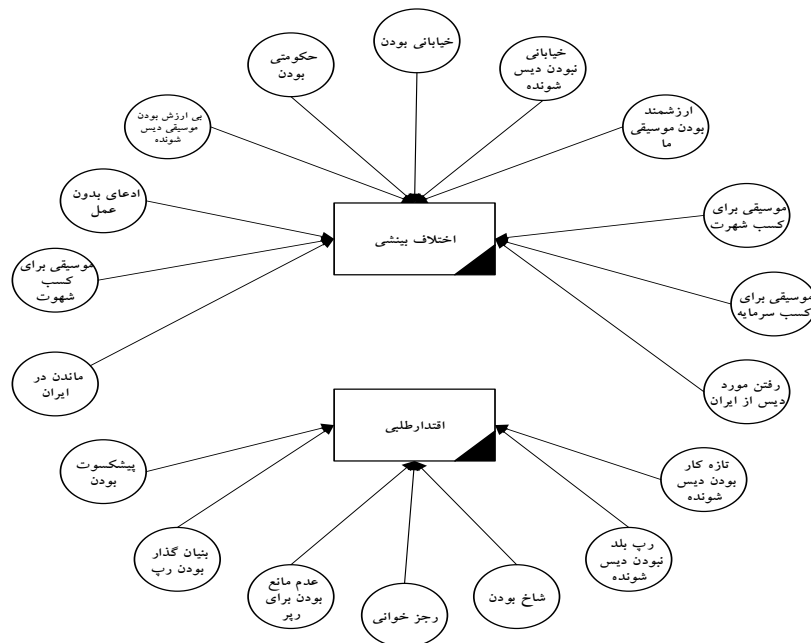 خیابانی بودن
حکومتی
بودن
خیابانی
نبودن دیس
شونده
بی ارزش بودن
موسیقی دیس
شونده
ارزشمند
بودن موسیقی
ما
ادعای بدون
عمل
موسیقی برای
کسب شهرت
اختلاف بینشی
موسیقی برای
کسب
شهوت
موسیقی برای
کسب سرمایه
ماندن در
ایران
رفتن مورد
دیس از ایران
اقتدارطلبی
پیشکسوت
بودن
تازه کار
بودن دیس
شونده
بنیان گذار
بودن رپ
رپ بلد
نبودن دیس
شونده
عدم مانع
بودن برای
رپر
رجز خوانی
شاخ بودن